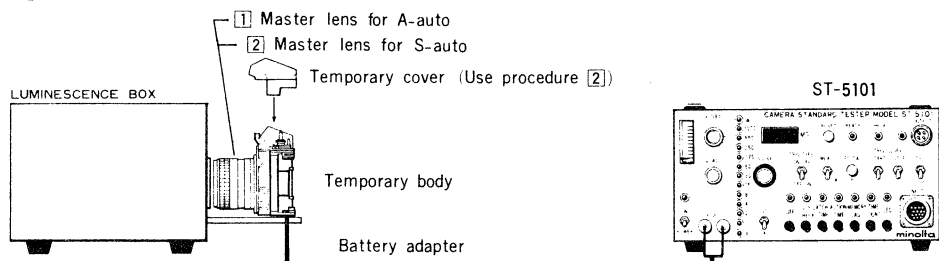 1 Master lens for A-auto
2 Master lens for S-auto
Temporary cover (Use procedure 2)
LUMINESCENCE BOX
ST-5101
CAMERA STANDARD TESTER MODEL ST-5101
Temporary body
minolta
Battery adapter